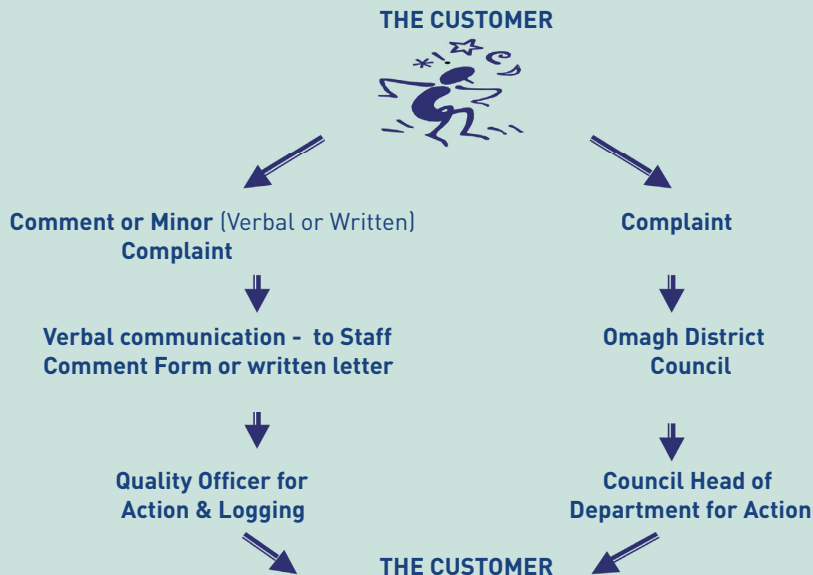 THE CUSTOMER
Comment or Minor (Verbal or Written)
Complaint
Verbal communication - to Staff
Comment Form or written letter
Quality Officer for
Action & Logging
Complaint
Omagh District
Council
Council Head of
Department for Action
THE CUSTOMER